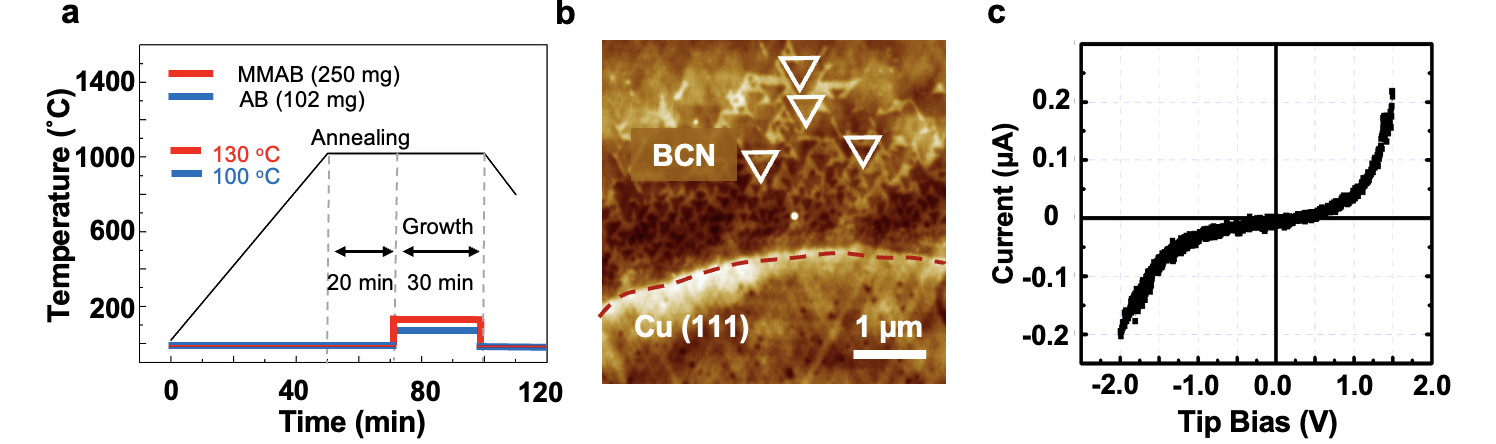 a
Temperature (˚C)
1400
1000
600
200
MMAB (250 mg)
AB (102 mg)
130 ºC
100 ºC
Annealing
Growth
20 min
30 min
0
40
80
120
Time (min)
b
BCN
Cu (111)
1 µm
c
Current (µA)
0.2
0.1
0
-0.1
-0.2
-2.0
-1.0
0.0
1.0
2.0
Tip Bias (V)